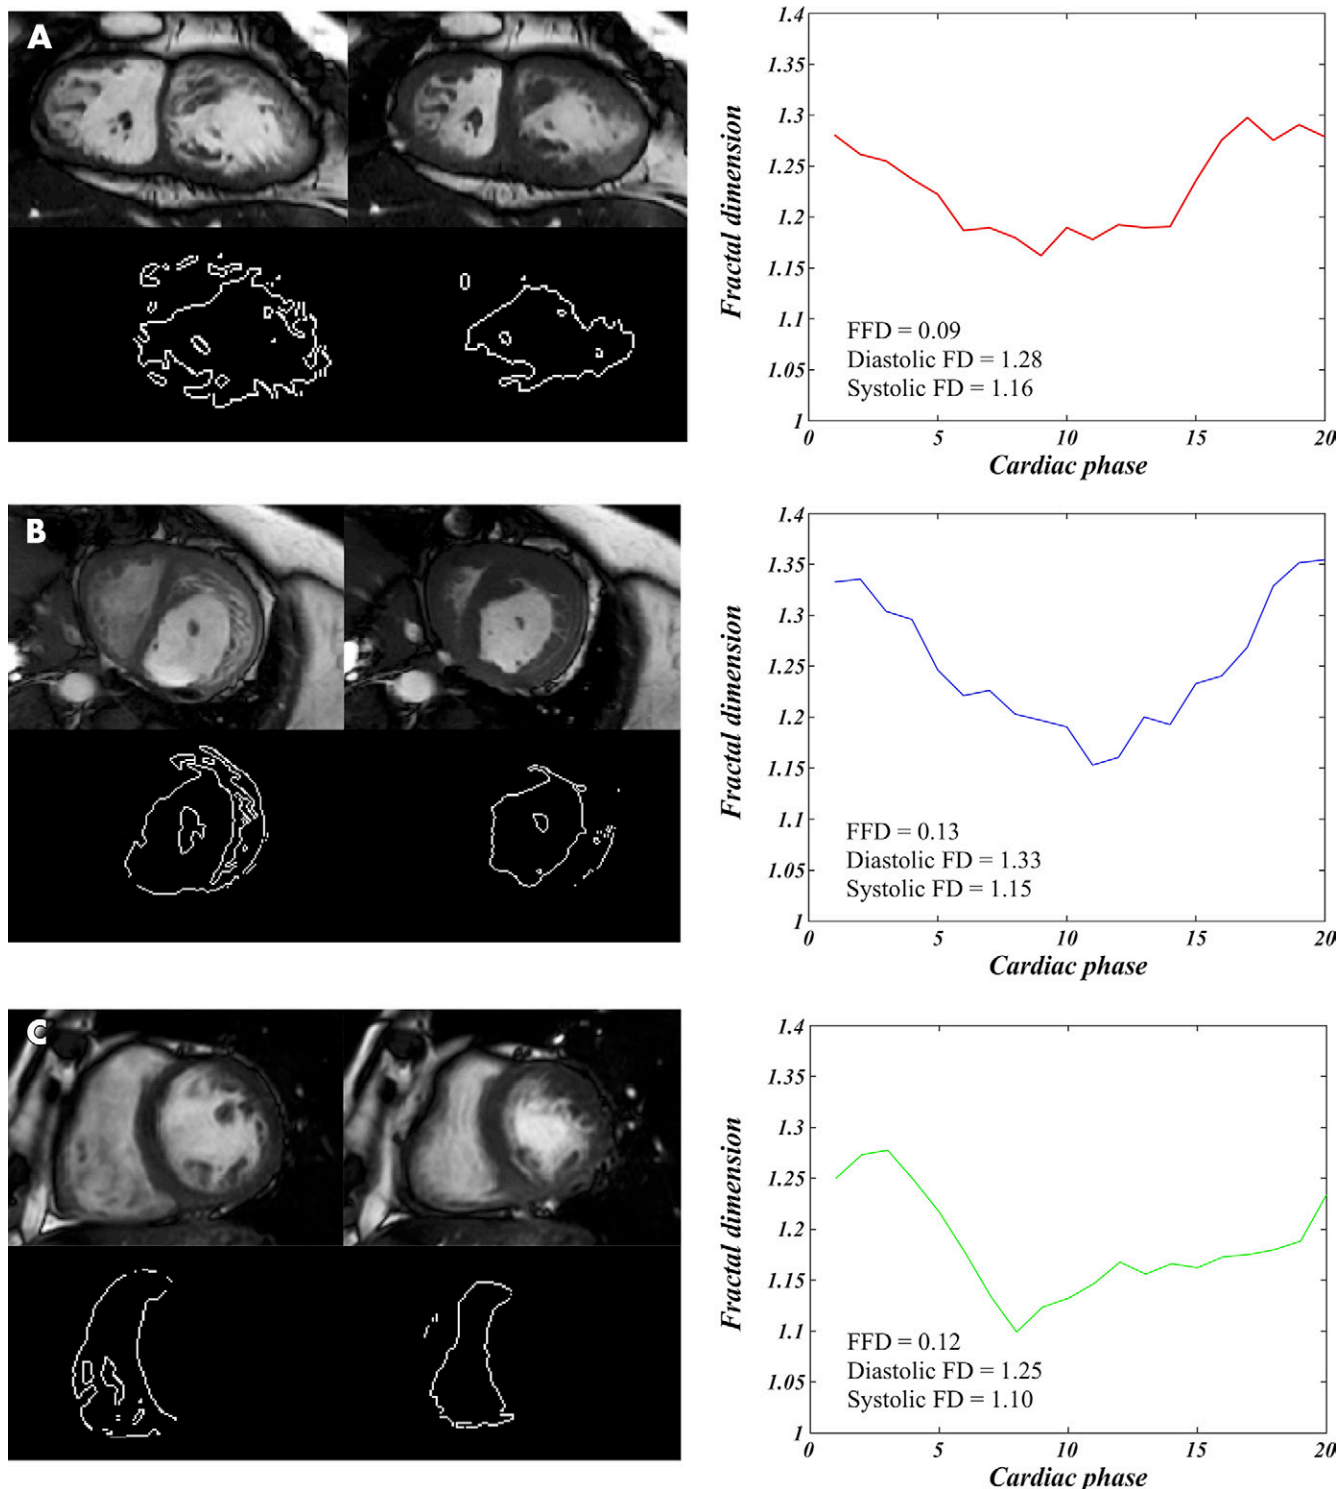 A
1.4
1.35
1.3
1.25
1.2
1.15
1.1
1.05
1
Fractal dimension
FFD = 0.09
Diastolic FD = 1.28
Systolic FD = 1.16
0 5 10 15 20
Cardiac phase
B
1.4
1.35
1.3
1.25
1.2
1.15
1.1
1.05
1
Fractal dimension
FFD = 0.13
Diastolic FD = 1.33
Systolic FD = 1.15
0 5 10 15 20
Cardiac phase
C
1.4
1.35
1.3
1.25
1.2
1.15
1.1
1.05
1
Fractal dimension
FFD = 0.12
Diastolic FD = 1.25
Systolic FD = 1.10
0 5 10 15 20
Cardiac phase